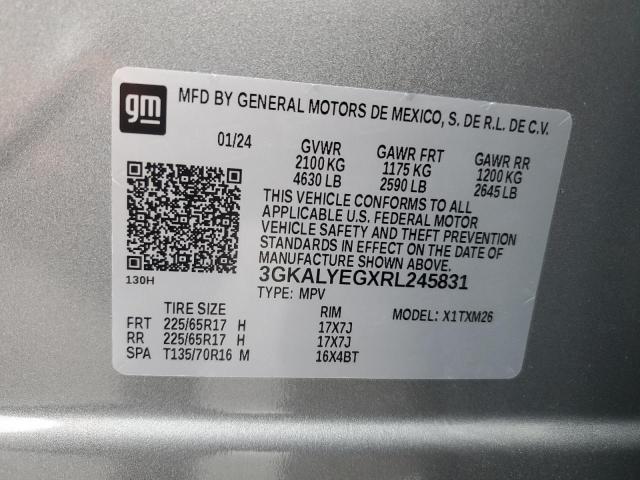 gm
MFD BY GENERAL MOTORS DE MEXICO, S. DE R.L. DE C.V.
01/24 GVWR GAWR FRT GAWR RR
2100 KG 1175 KG 1200 KG
4630 LB 2590 LB 2645 LB
THIS VEHICLE CONFORMS TO ALL
APPLICABLE U.S. FEDERAL MOTOR
VEHICLE SAFETY AND THEFT PREVENTION
STANDARDS IN EFFECT ON THE DATE OF
MANUFACTURE SHOWN ABOVE.
3GKALYEGXRL245831
130H
TYPE: MPV
TIRE SIZE RIM MODEL: X1TXM26
FRT 225/65R17 H 17X7J
RR 225/65R17 H 17X7J
SPA T135/70R16 M 16X4BT